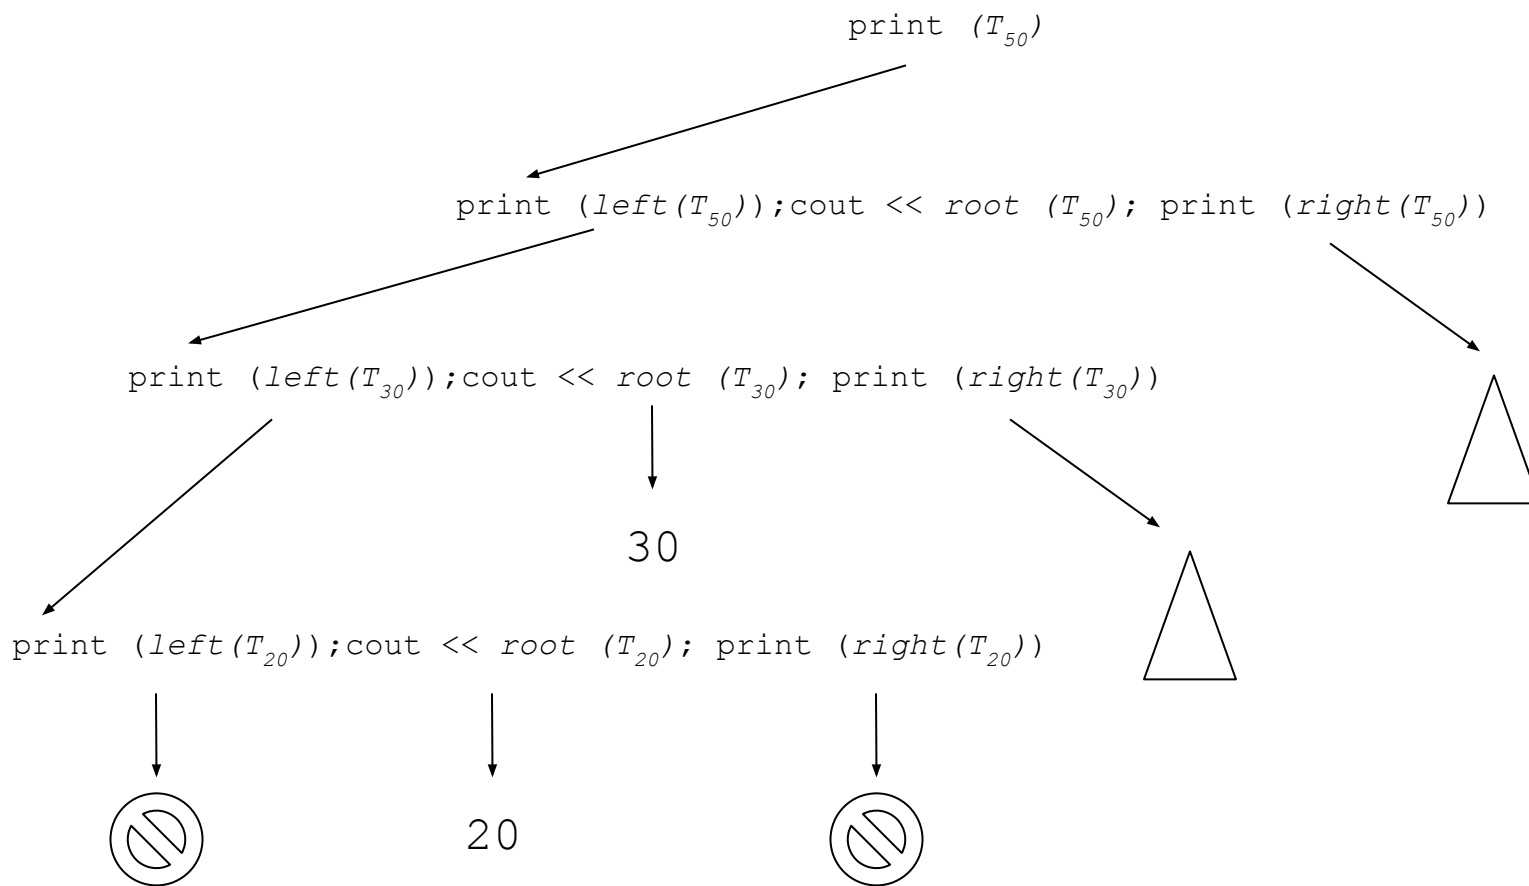 print (T50)
print (left(T50));cout << root (T50); print (right(T50))
print (left(T30));cout << root (T30); print (right(T30))
30
print (left(T20));cout << root (T20); print (right(T20))
20